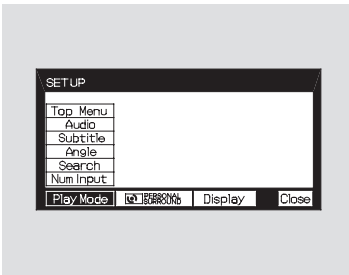 SETUP
Top Menu
Audio
Subtitle
Angle
Search
Num Input
Play Mode
PERSONAL SURROUND
Display
Close